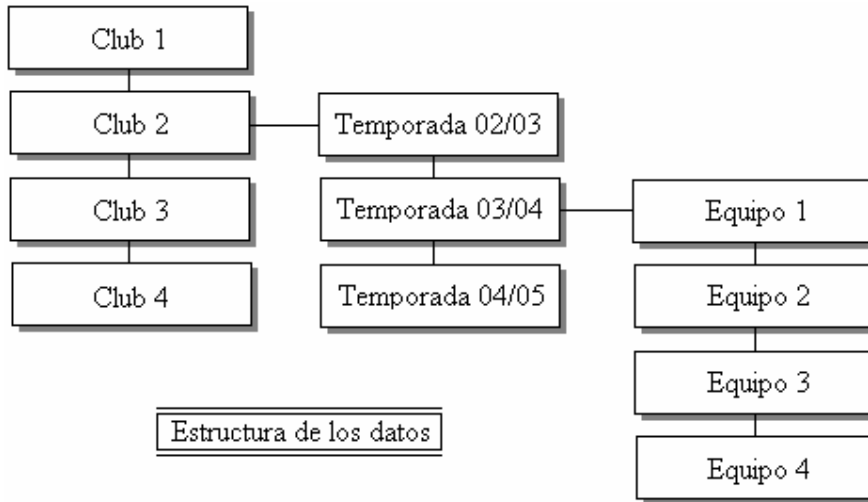 Club 1
Club 2
Club 3
Club 4
Temporada 02/03
Temporada 03/04
Temporada 04/05
Equipo 1
Equipo 2
Equipo 3
Equipo 4
Estructura de los datos